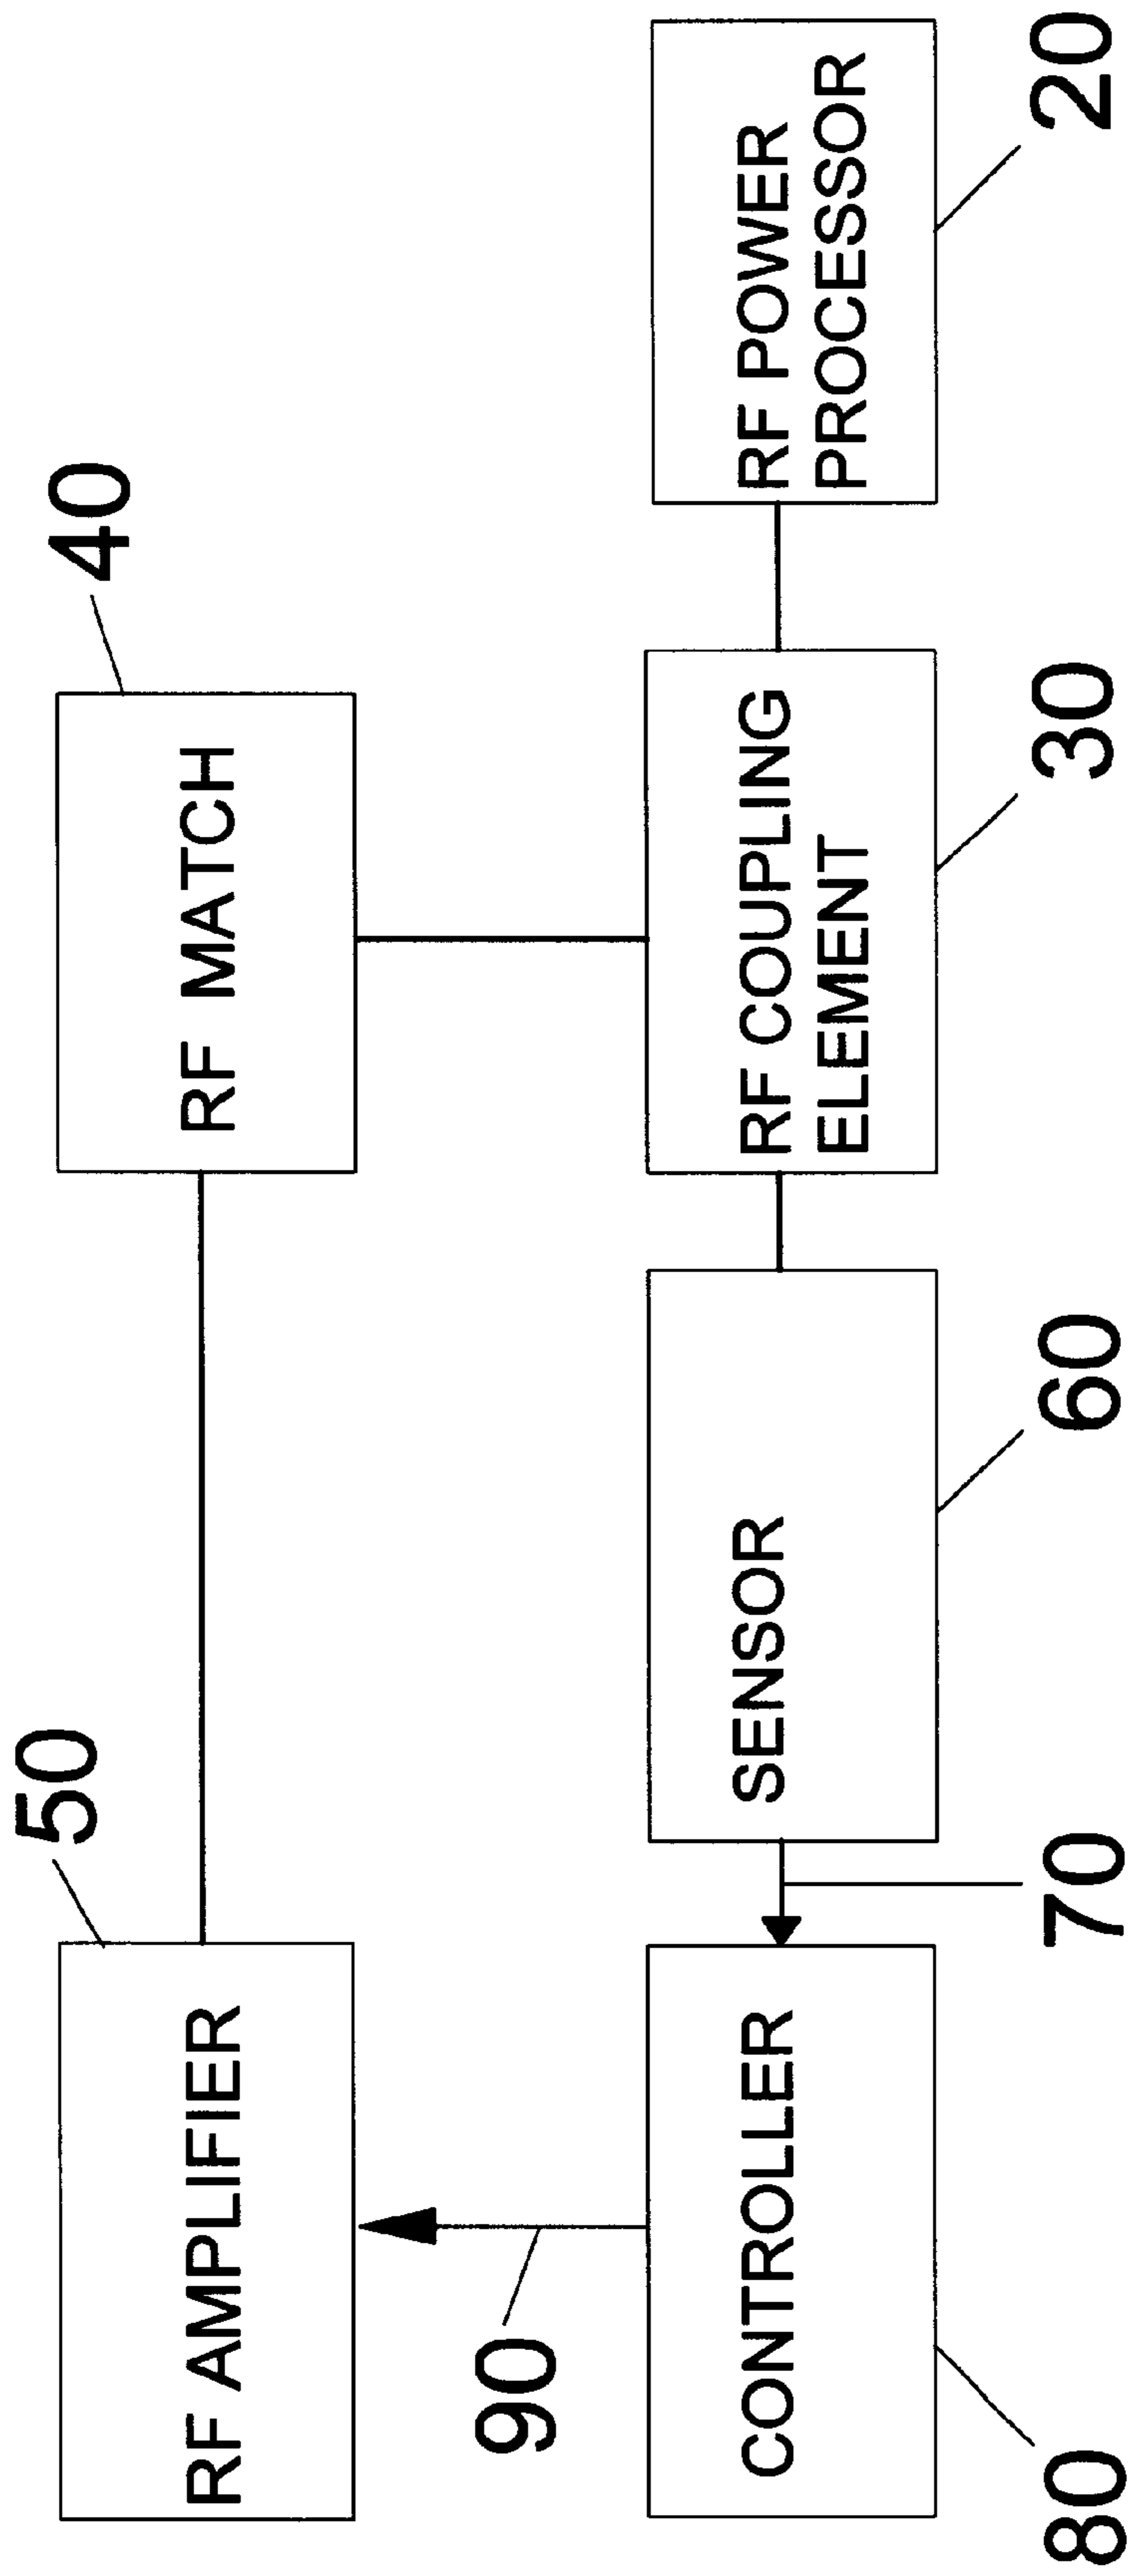 50
40
RF AMPLIFIER
RF MATCH
90
CONTROLLER
SENSOR
RF COUPLING
ELEMENT
RF POWER
PROCESSOR
80
70
60
30
20